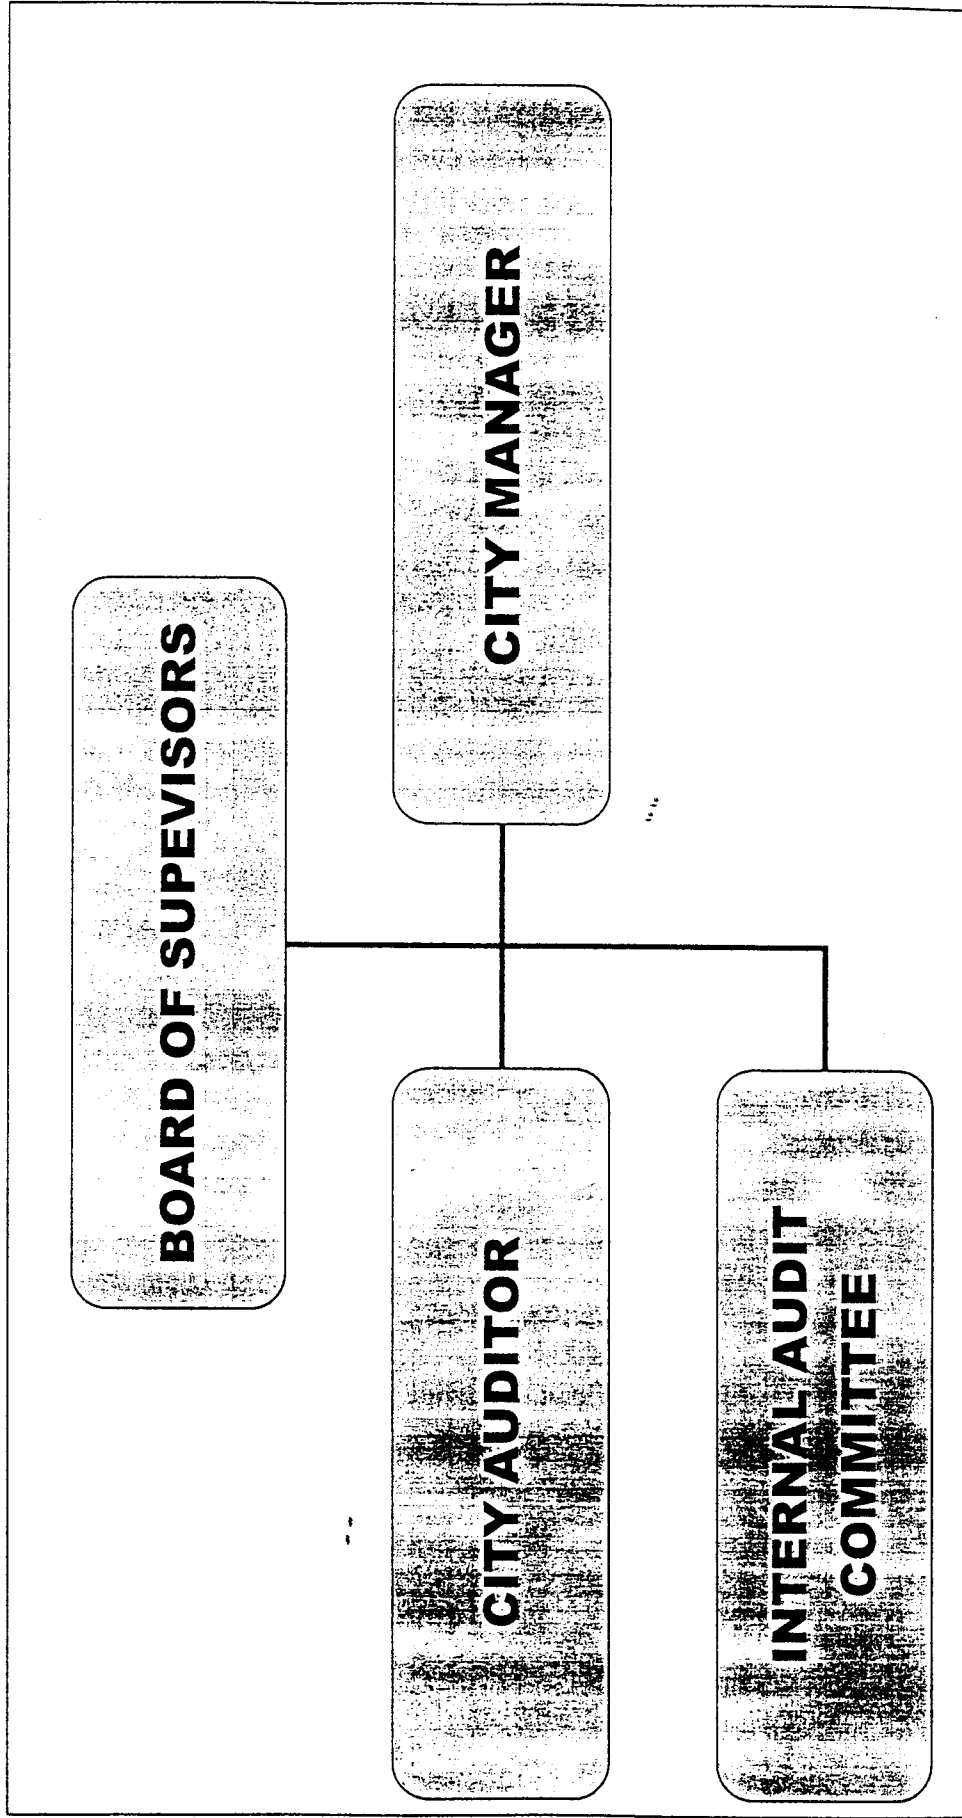 BOARD OF SUPEVISORS
CITY AUDITOR
CITY MANAGER
INTERNAL AUDIT
COMMITTEE